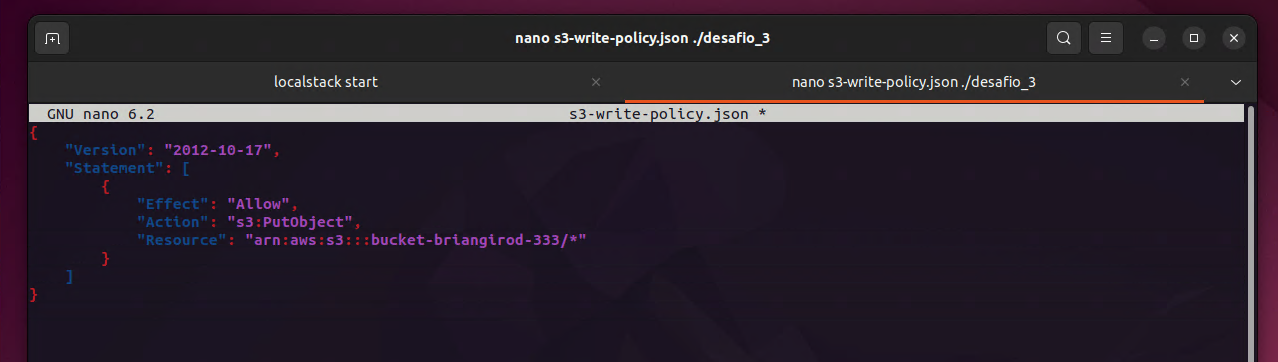 nano s3-write-policy.json ./desafio_3
localstack start
nano s3-write-policy.json ./desafio_3
GNU nano 6.2 s3-write-policy.json *
{
    "Version": "2012-10-17",
    "Statement": [
        {
            "Effect": "Allow",
            "Action": "s3:PutObject",
            "Resource": "arn:aws:s3:::bucket-briangirod-333/*"
        }
    ]
}